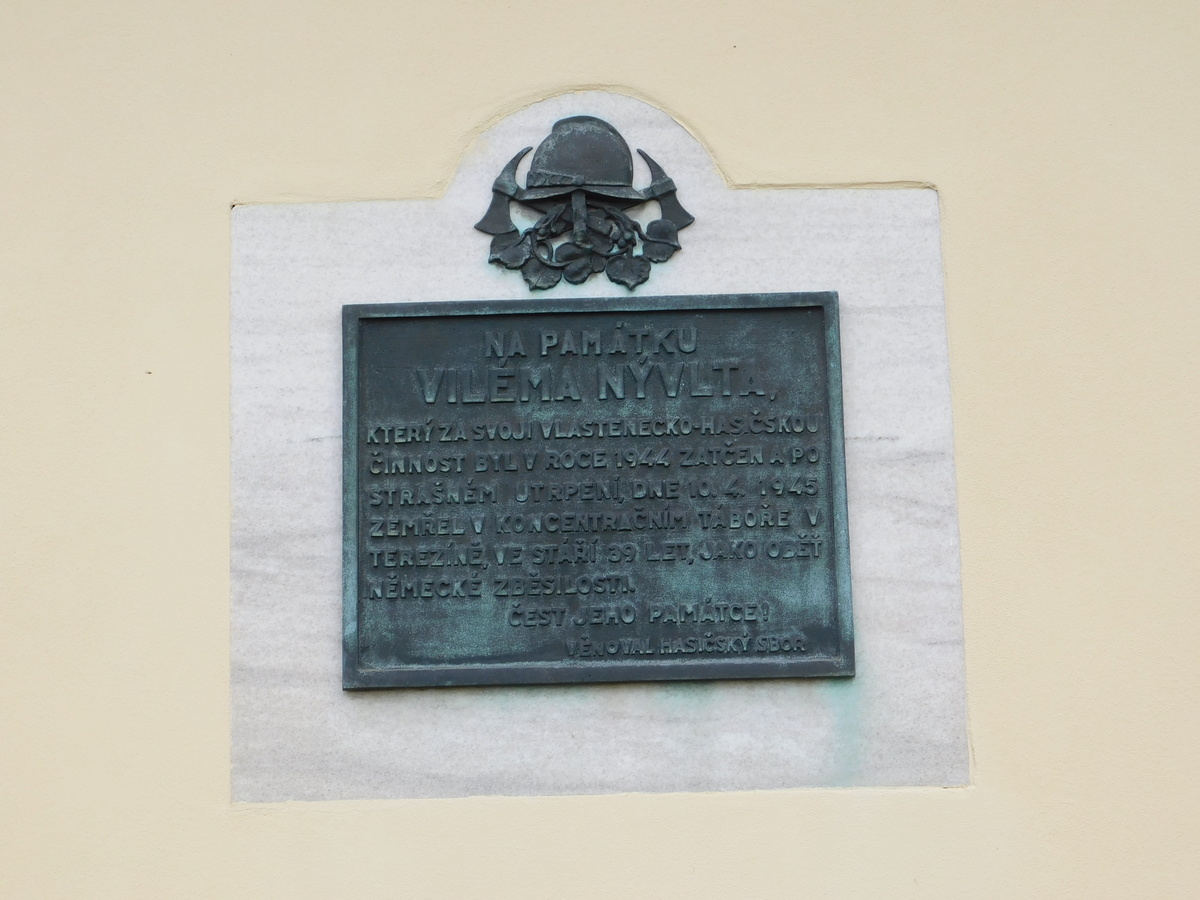 NA PAMÁTKU
VILÉMA NÝVLTA,
KTERÝ ZA SVOJI VLASTENECKO-HASIČSKOU
ČINNOST BYL V ROCE 1944 ZATČEN A PO
STRAŠNÉM UTRPENÍ, DNE 10. 4. 1945
ZEMŘEL V KONCENTRAČNÍM TÁBOŘE V
TEREZÍNĚ, VE STÁŘÍ 39 LET, JAKO OBĚŤ
NĚMECKÉ ZBĚSILOSTI.
ČEST JEHO PAMÁTCE!
VĚNOVAL HASIČSKÝ SBOR